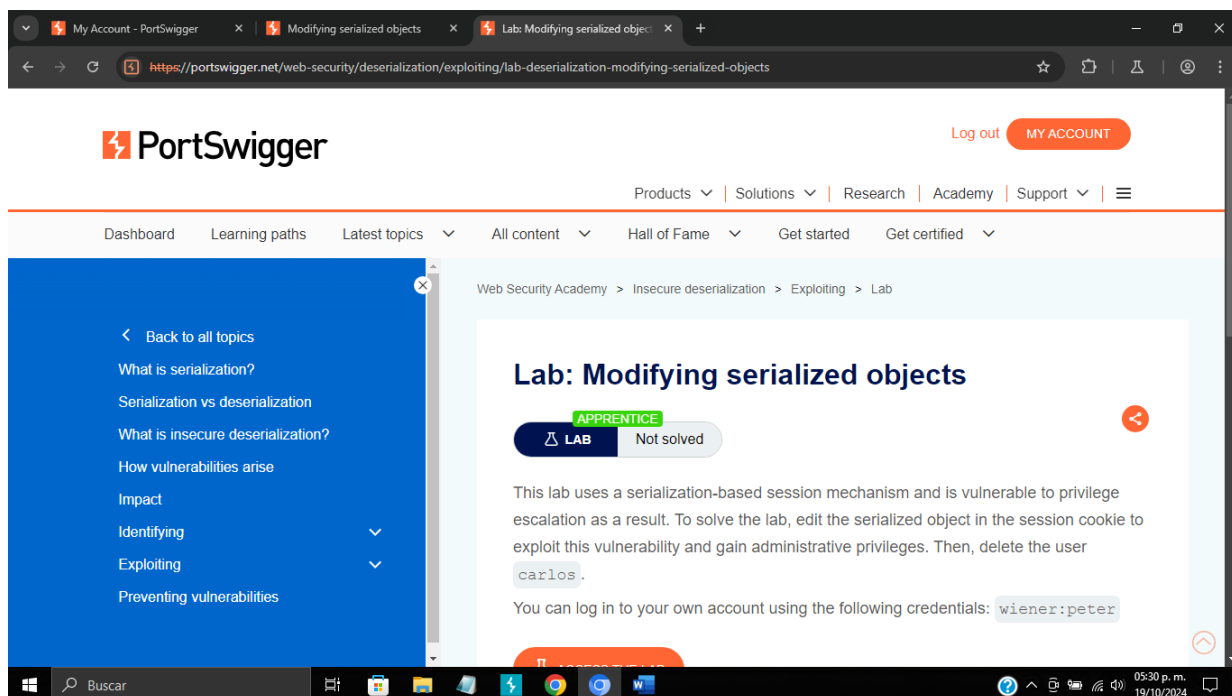 My Account - PortSwigger
Modifying serialized objects
Lab: Modifying serialized objec
https://portswigger.net/web-security/deserialization/exploiting/lab-deserialization-modifying-serialized-objects
PortSwigger
Log out
MY ACCOUNT
Products
Solutions
Research
Academy
Support
Dashboard
Learning paths
Latest topics
All content
Hall of Fame
Get started
Get certified
Back to all topics
What is serialization?
Serialization vs deserialization
What is insecure deserialization?
How vulnerabilities arise
Impact
Identifying
Exploiting
Preventing vulnerabilities
Web Security Academy > Insecure deserialization > Exploiting > Lab
Lab: Modifying serialized objects
APPRENTICE
LAB
Not solved
This lab uses a serialization-based session mechanism and is vulnerable to privilege
escalation as a result. To solve the lab, edit the serialized object in the session cookie to
exploit this vulnerability and gain administrative privileges. Then, delete the user
carlos.
You can log in to your own account using the following credentials: wiener:peter
ACCESS THE LAB
Buscar
05:30 p. m.
19/10/2024